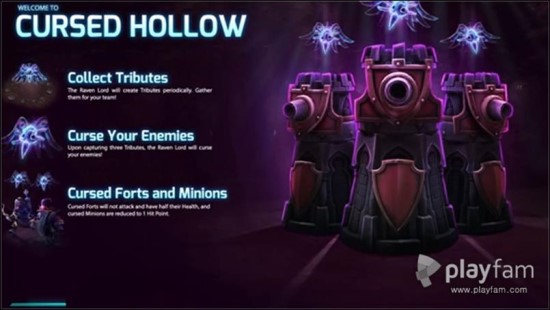 WELCOME TO
CURSED HOLLOW
Collect Tributes
The Raven Lord will create Tributes periodically. Gather
them for your team!
Curse Your Enemies
Upon capturing three Tributes, the Raven Lord will curse
your enemies!
Cursed Forts and Minions
Cursed Forts will not attack and have half their Health, and
cursed Minions are reduced to 1 Hit Point.
playfam
www.playfam.com